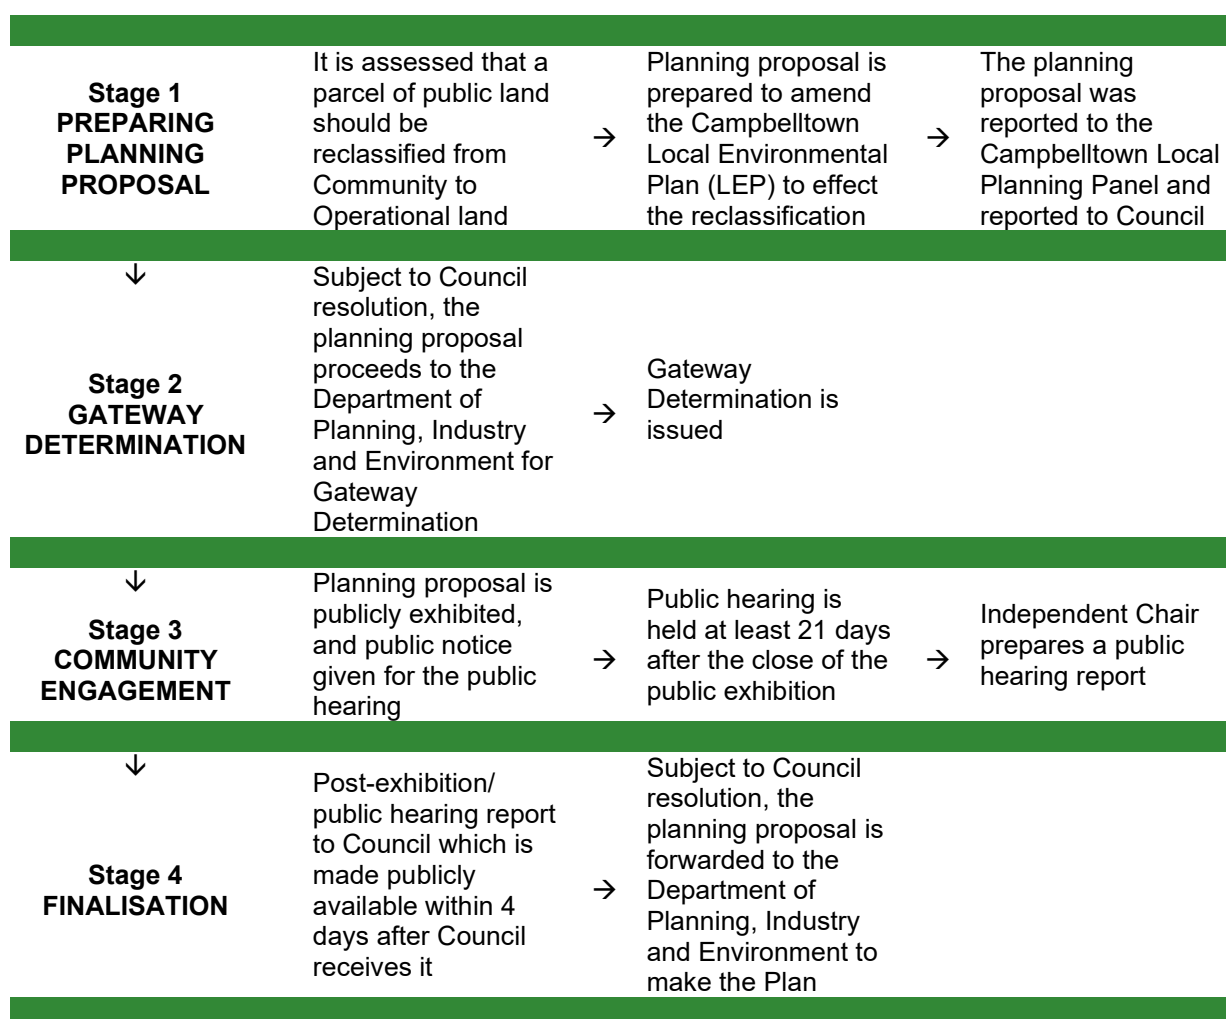 Stage 1
PREPARING
PLANNING
PROPOSAL
It is assessed that a
parcel of public land
should be
reclassified from
Community to
Operational land
→
Planning proposal is
prepared to amend
the Campbelltown
Local Environmental
Plan (LEP) to effect
the reclassification
→
The planning
proposal was
reported to the
Campbelltown Local
Planning Panel and
reported to Council
↓
Stage 2
GATEWAY
DETERMINATION
Subject to Council
resolution, the
planning proposal
proceeds to the
Department of
Planning, Industry
and Environment for
Gateway
Determination
→
Gateway
Determination is
issued
↓
Stage 3
COMMUNITY
ENGAGEMENT
Planning proposal is
publicly exhibited,
and public notice
given for the public
hearing
→
Public hearing is
held at least 21 days
after the close of the
public exhibition
→
Independent Chair
prepares a public
hearing report
↓
Stage 4
FINALISATION
Post-exhibition/
public hearing report
to Council which is
made publicly
available within 4
days after Council
receives it
→
Subject to Council
resolution, the
planning proposal is
forwarded to the
Department of
Planning, Industry
and Environment to
make the Plan